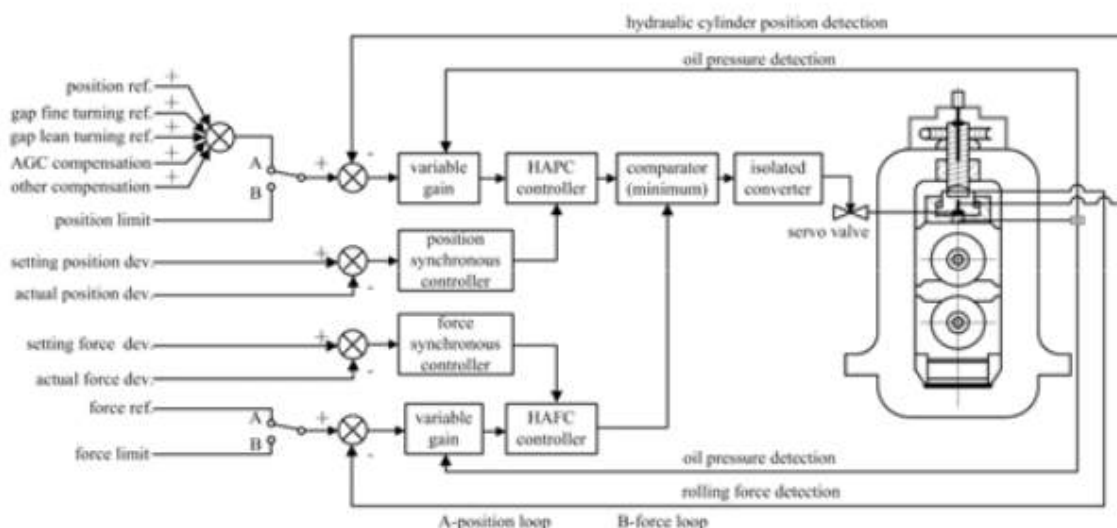 hydraulic cylinder position detection
oil pressure detection
position ref.
+
gap fine turning ref.
+
gap lean turning ref.
+
AGC compensation
+
other compensation
+
position limit
A
B
+
-
variable
gain
HAPC
controller
comparator
(minimum)
isolated
converter
servo valve
setting position dev.
actual position dev.
+
-
position
synchronous
controller
setting force dev.
actual force dev.
+
-
force
synchronous
controller
force ref.
force limit
A
B
+
-
variable
gain
HAFC
controller
oil pressure detection
rolling force detection
A-position loop B-force loop